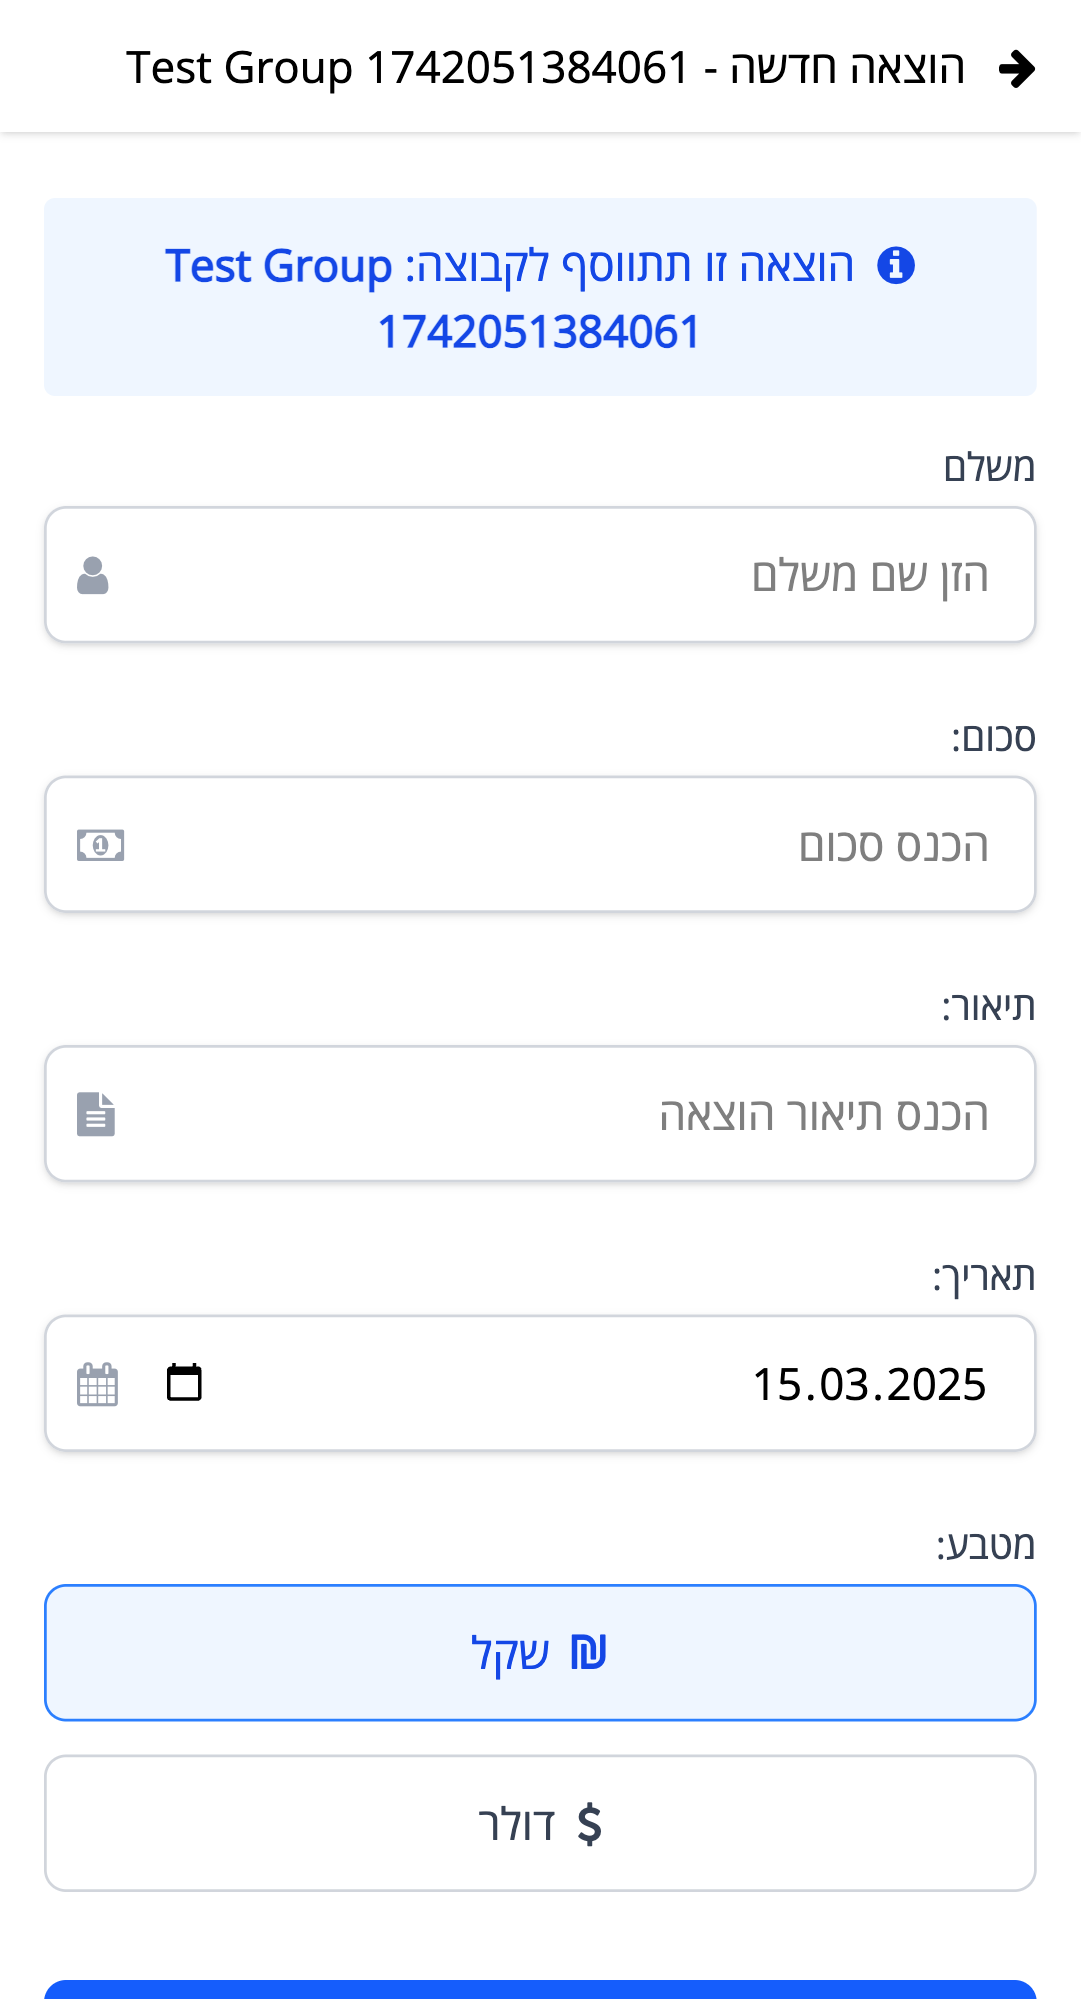 הוצאה חדשה - Test Group 1742051384061
הוצאה זו תתווסף לקבוצה: Test Group
1742051384061
משלם
הזן שם משלם
סכום:
הכנס סכום
תיאור:
הכנס תיאור הוצאה
תאריך:
15.03.2025
מטבע:
₪ שקל
$ דולר